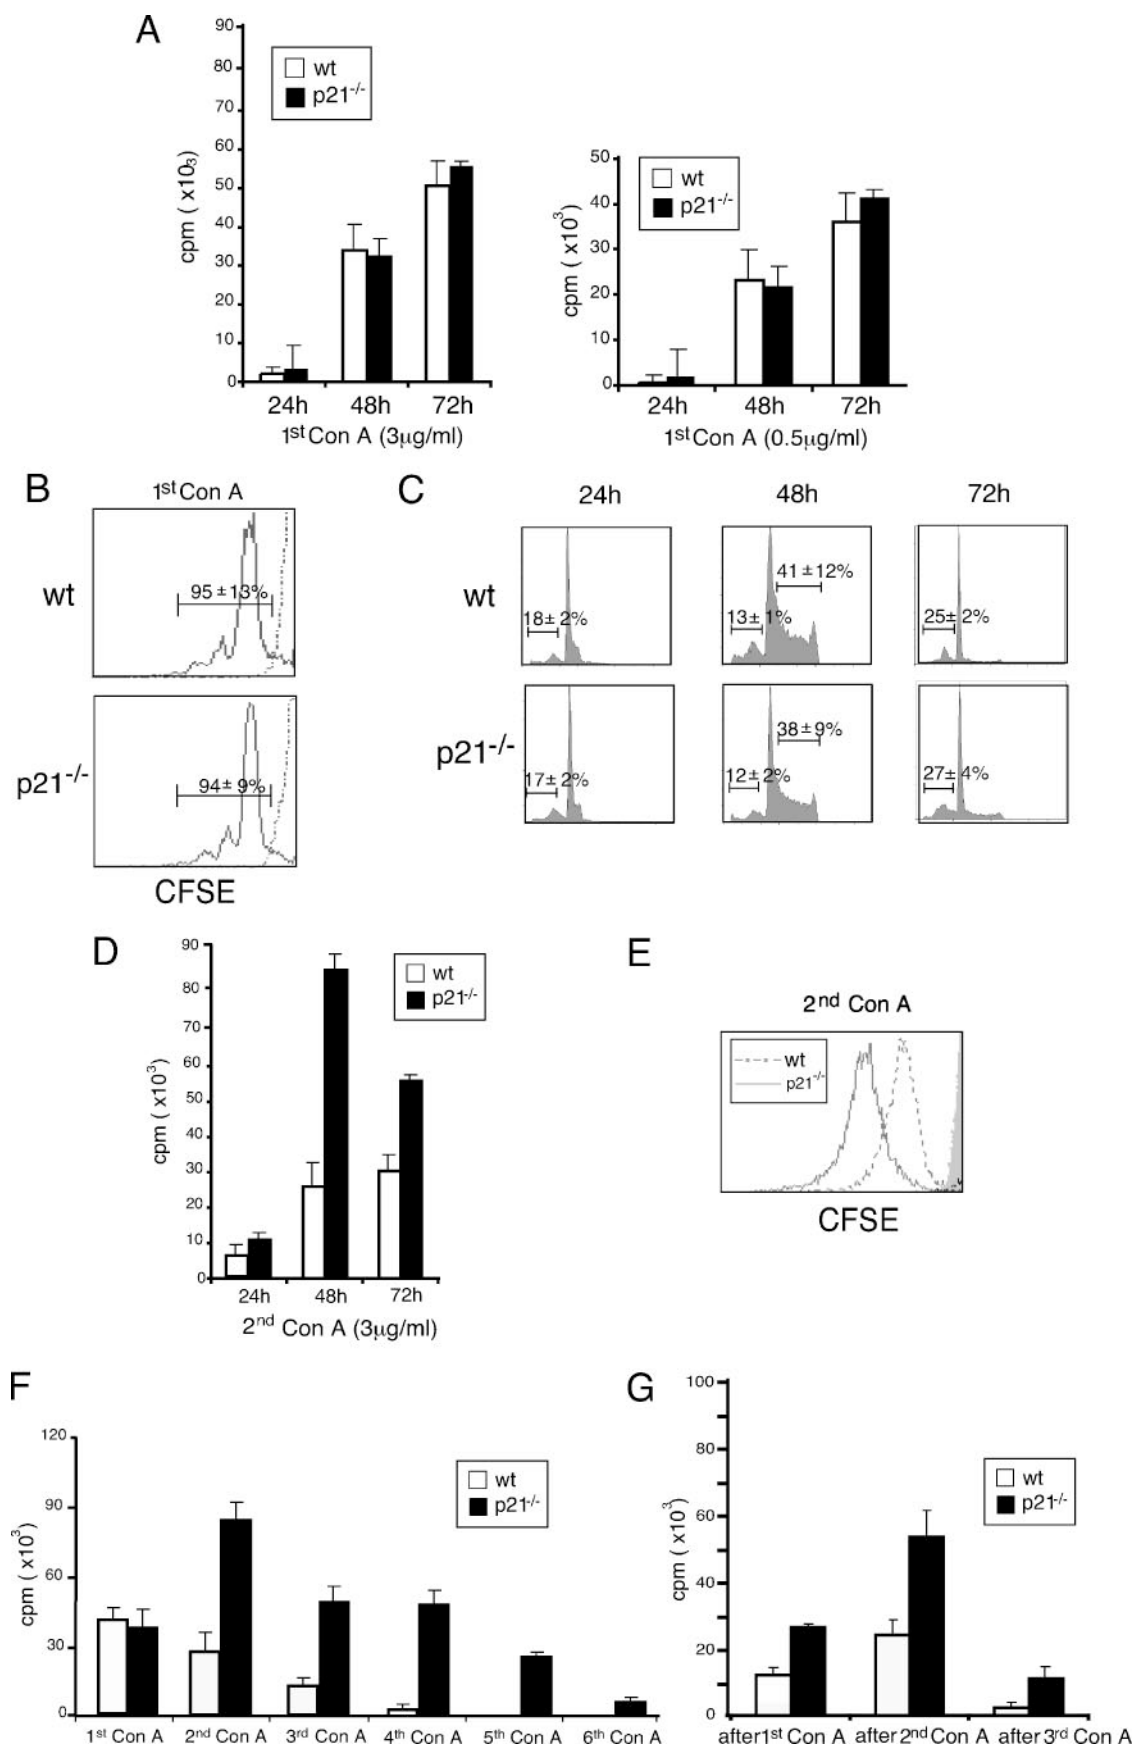 A
90
80
70
60
50
40
30
20
10
0
cpm ( x10₃)
wt
p21-/-
24h 48h 72h
1st Con A (3μg/ml)
50
40
30
20
10
0
cpm ( x10³)
wt
p21-/-
24h 48h 72h
1st Con A (0.5μg/ml)
B
1st Con A
wt
95 ± 13%
p21-/-
94± 9%
CFSE
C
24h 48h 72h
wt
18± 2%
13± 1%
41 ± 12%
25± 2%
p21-/-
17± 2%
12± 2%
38 ± 9%
27± 4%
D
90
80
70
60
50
40
30
20
10
0
cpm ( x10³)
wt
p21-/-
24h 48h 72h
2nd Con A (3μg/ml)
E
2nd Con A
wt
p21-/-
CFSE
F
120
90
60
30
0
cpm ( x10³)
wt
p21-/-
1st Con A 2nd Con A 3rd Con A 4th Con A 5th Con A 6th Con A
G
100
80
60
40
20
0
cpm ( x10³)
wt
p21-/-
after1st Con A after2nd Con A after3rd Con A